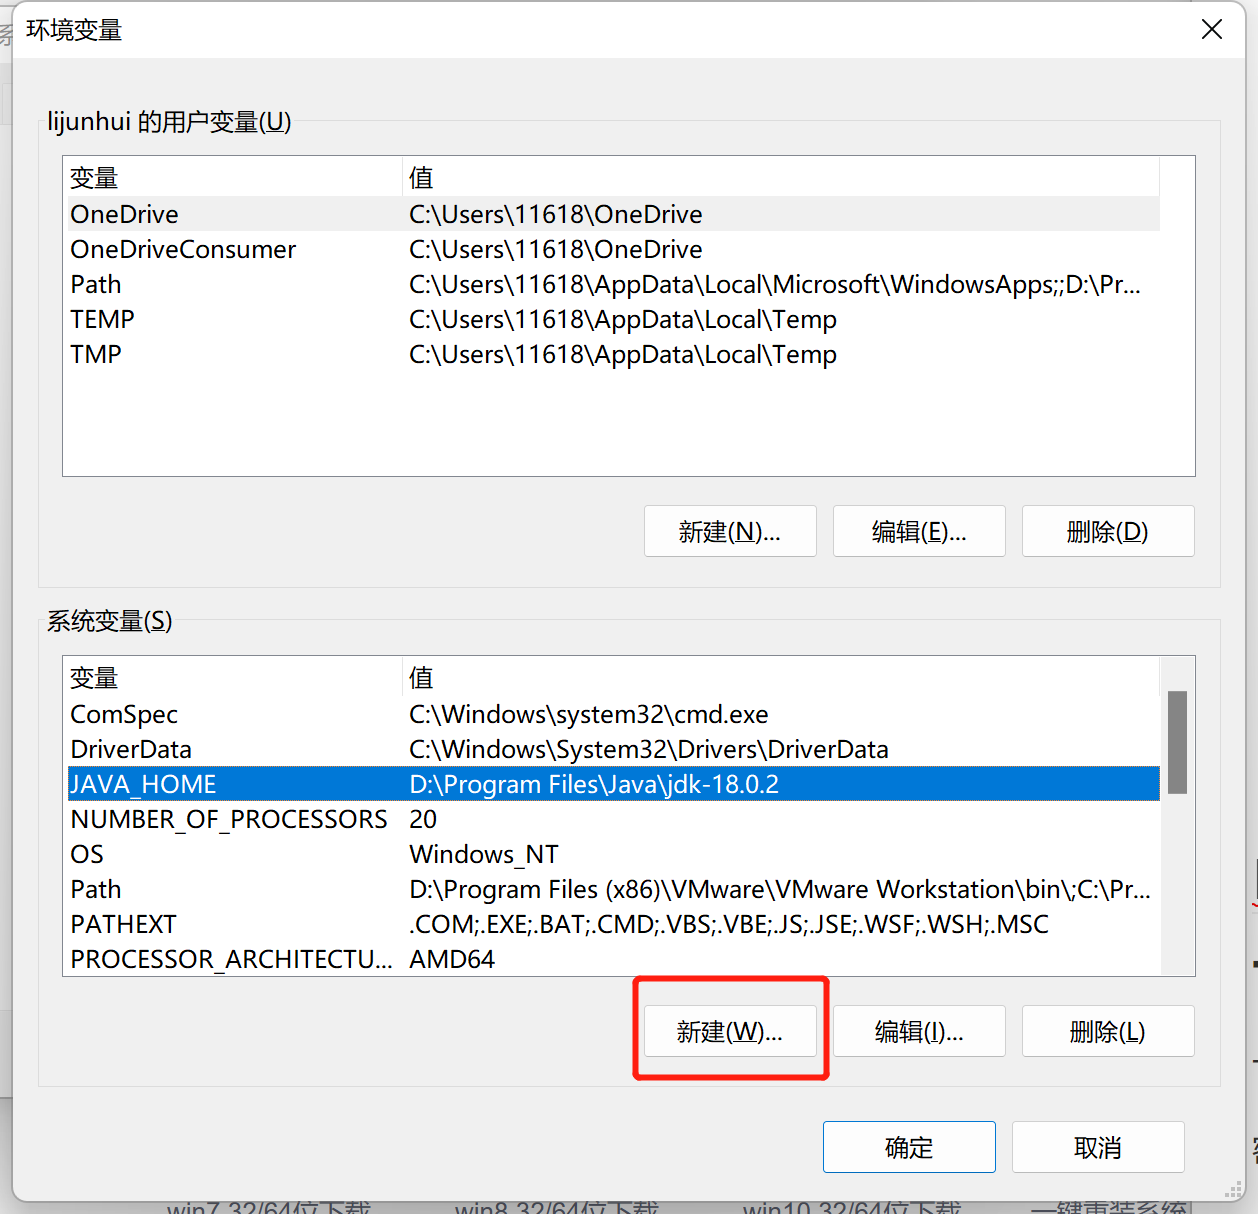 环境变量
lijunhui 的用户变量(U)
变量 值
OneDrive C:\Users\11618\OneDrive
OneDriveConsumer C:\Users\11618\OneDrive
Path C:\Users\11618\AppData\Local\Microsoft\WindowsApps;;D:\Pr...
TEMP C:\Users\11618\AppData\Local\Temp
TMP C:\Users\11618\AppData\Local\Temp
新建(N)... 编辑(E)... 删除(D)
系统变量(S)
变量 值
ComSpec C:\Windows\system32\cmd.exe
DriverData C:\Windows\System32\Drivers\DriverData
JAVA_HOME D:\Program Files\Java\jdk-18.0.2
NUMBER_OF_PROCESSORS 20
OS Windows_NT
Path D:\Program Files (x86)\VMware\VMware Workstation\bin\;C:\Pr...
PATHEXT .COM;.EXE;.BAT;.CMD;.VBS;.VBE;.JS;.JSE;.WSF;.WSH;.MSC
PROCESSOR_ARCHITECTU... AMD64
新建(W)... 编辑(I)... 删除(L)
确定 取消
win7 32/64位下载 win8 32/64位下载 win10 32/64位下载 一键重装系统